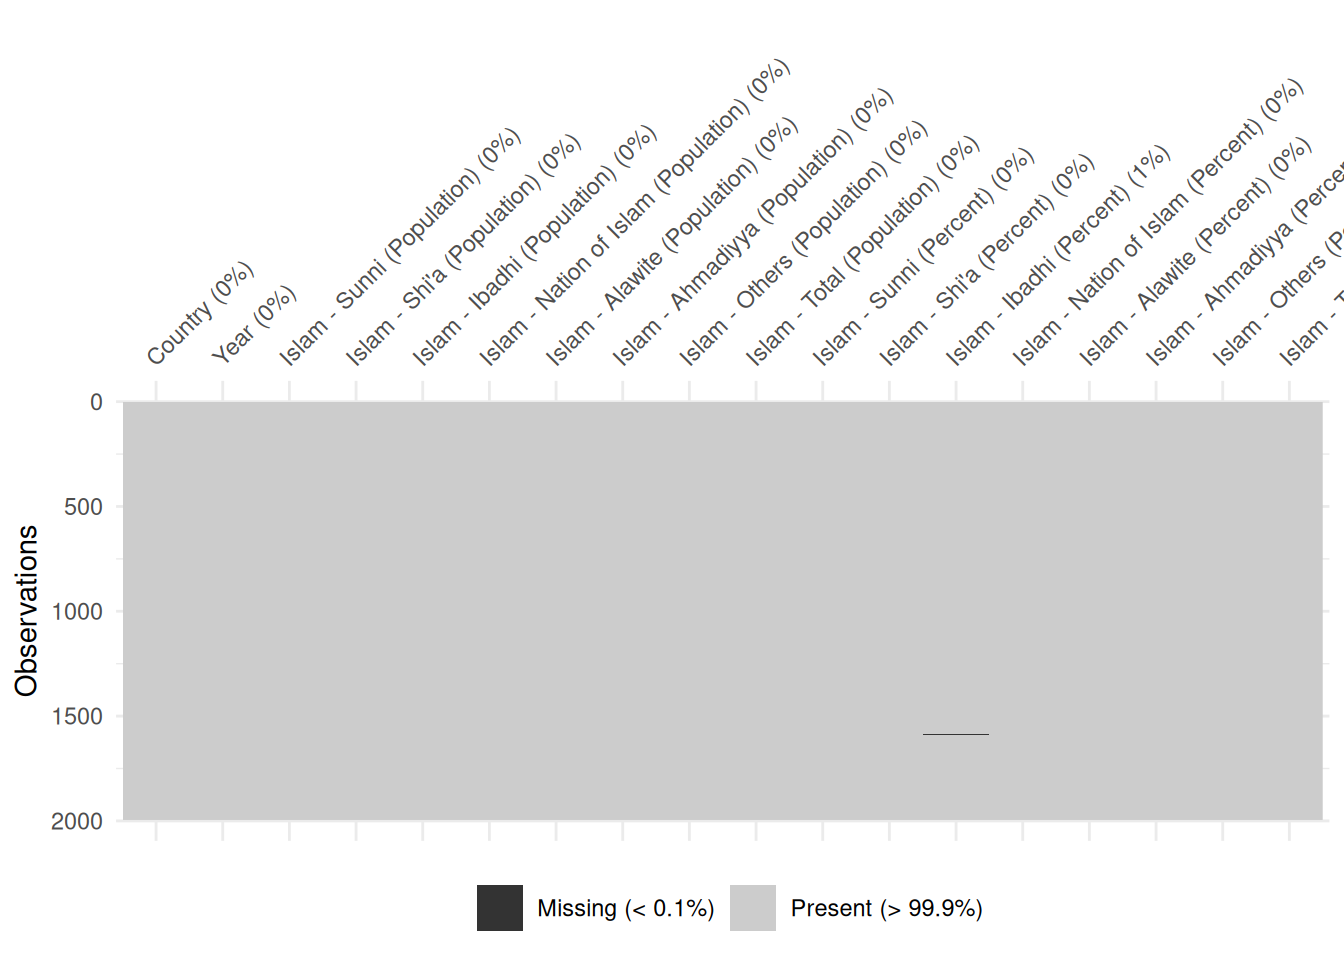 Country (0%)
Year (0%)
Islam - Sunni (Population) (0%)
Islam - Shi'a (Population) (0%)
Islam - Ibadhi (Population) (0%)
Islam - Nation of Islam (Population) (0%)
Islam - Alawite (Population) (0%)
Islam - Ahmadiyya (Population) (0%)
Islam - Others (Population) (0%)
Islam - Total (Population) (0%)
Islam - Sunni (Percent) (0%)
Islam - Shi'a (Percent) (0%)
Islam - Ibadhi (Percent) (1%)
Islam - Nation of Islam (Percent) (0%)
Islam - Alawite (Percent) (0%)
Islam - Ahmadiyya (Percen
Islam - Others (Pe
Islam - T
0
500
1000
1500
2000
Observations
Missing (< 0.1%)
Present (> 99.9%)